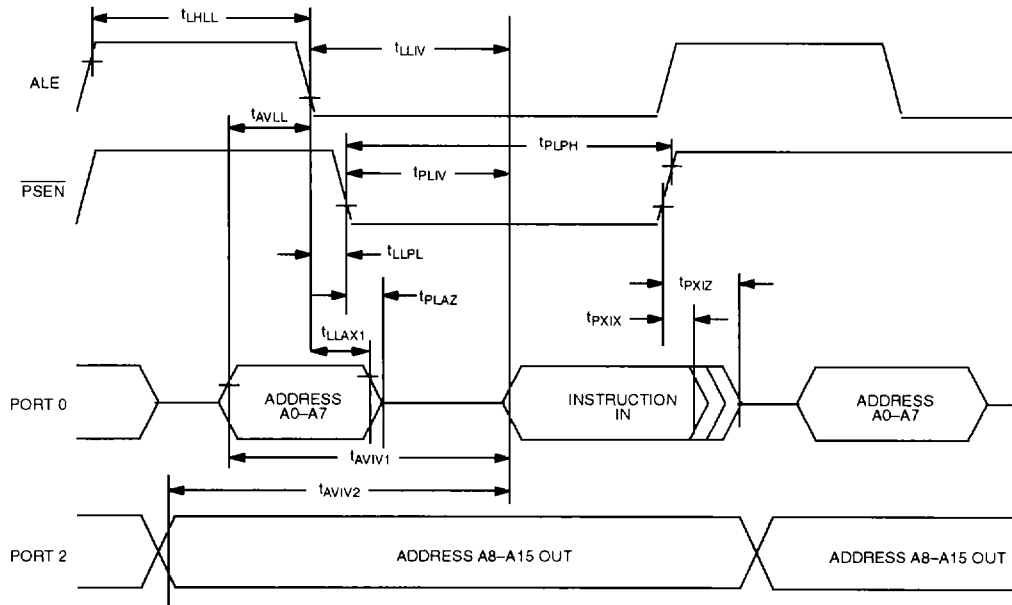 tLHLL
tLLIV
ALE
tAVLL
tPLPH
PSEN
tPLIV
tLLPL
tPLAZ
tPXIZ
tPXIX
tLLAX1
PORT 0
ADDRESS
A0–A7
INSTRUCTION
IN
ADDRESS
A0–A7
tAVIV1
tAVIV2
PORT 2
ADDRESS A8–A15 OUT
ADDRESS A8–A15 OUT